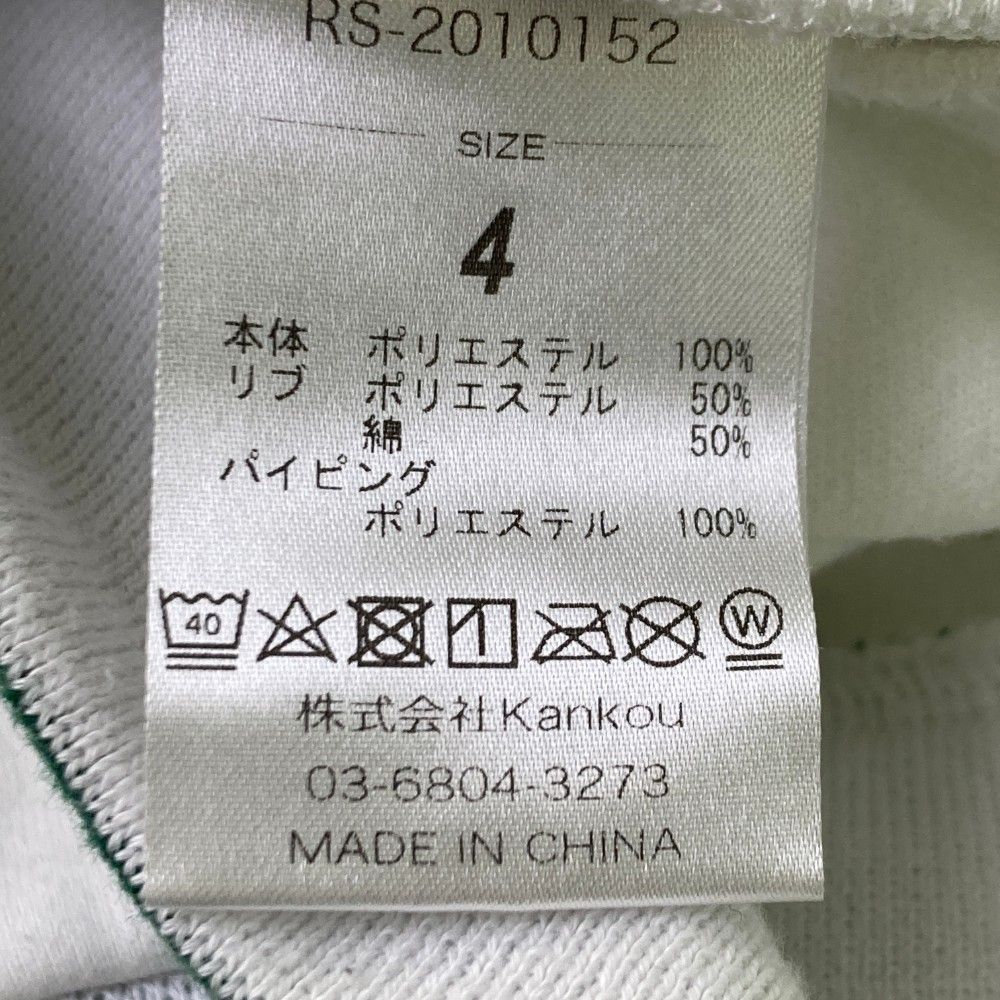 RS-2010152
SIZE
4
本体 ポリエステル 100%
リブ ポリエステル 50%
綿 50%
パイピング
ポリエステル 100%
40 W
株式会社Kankou
03-6804-3273
MADE IN CHINA